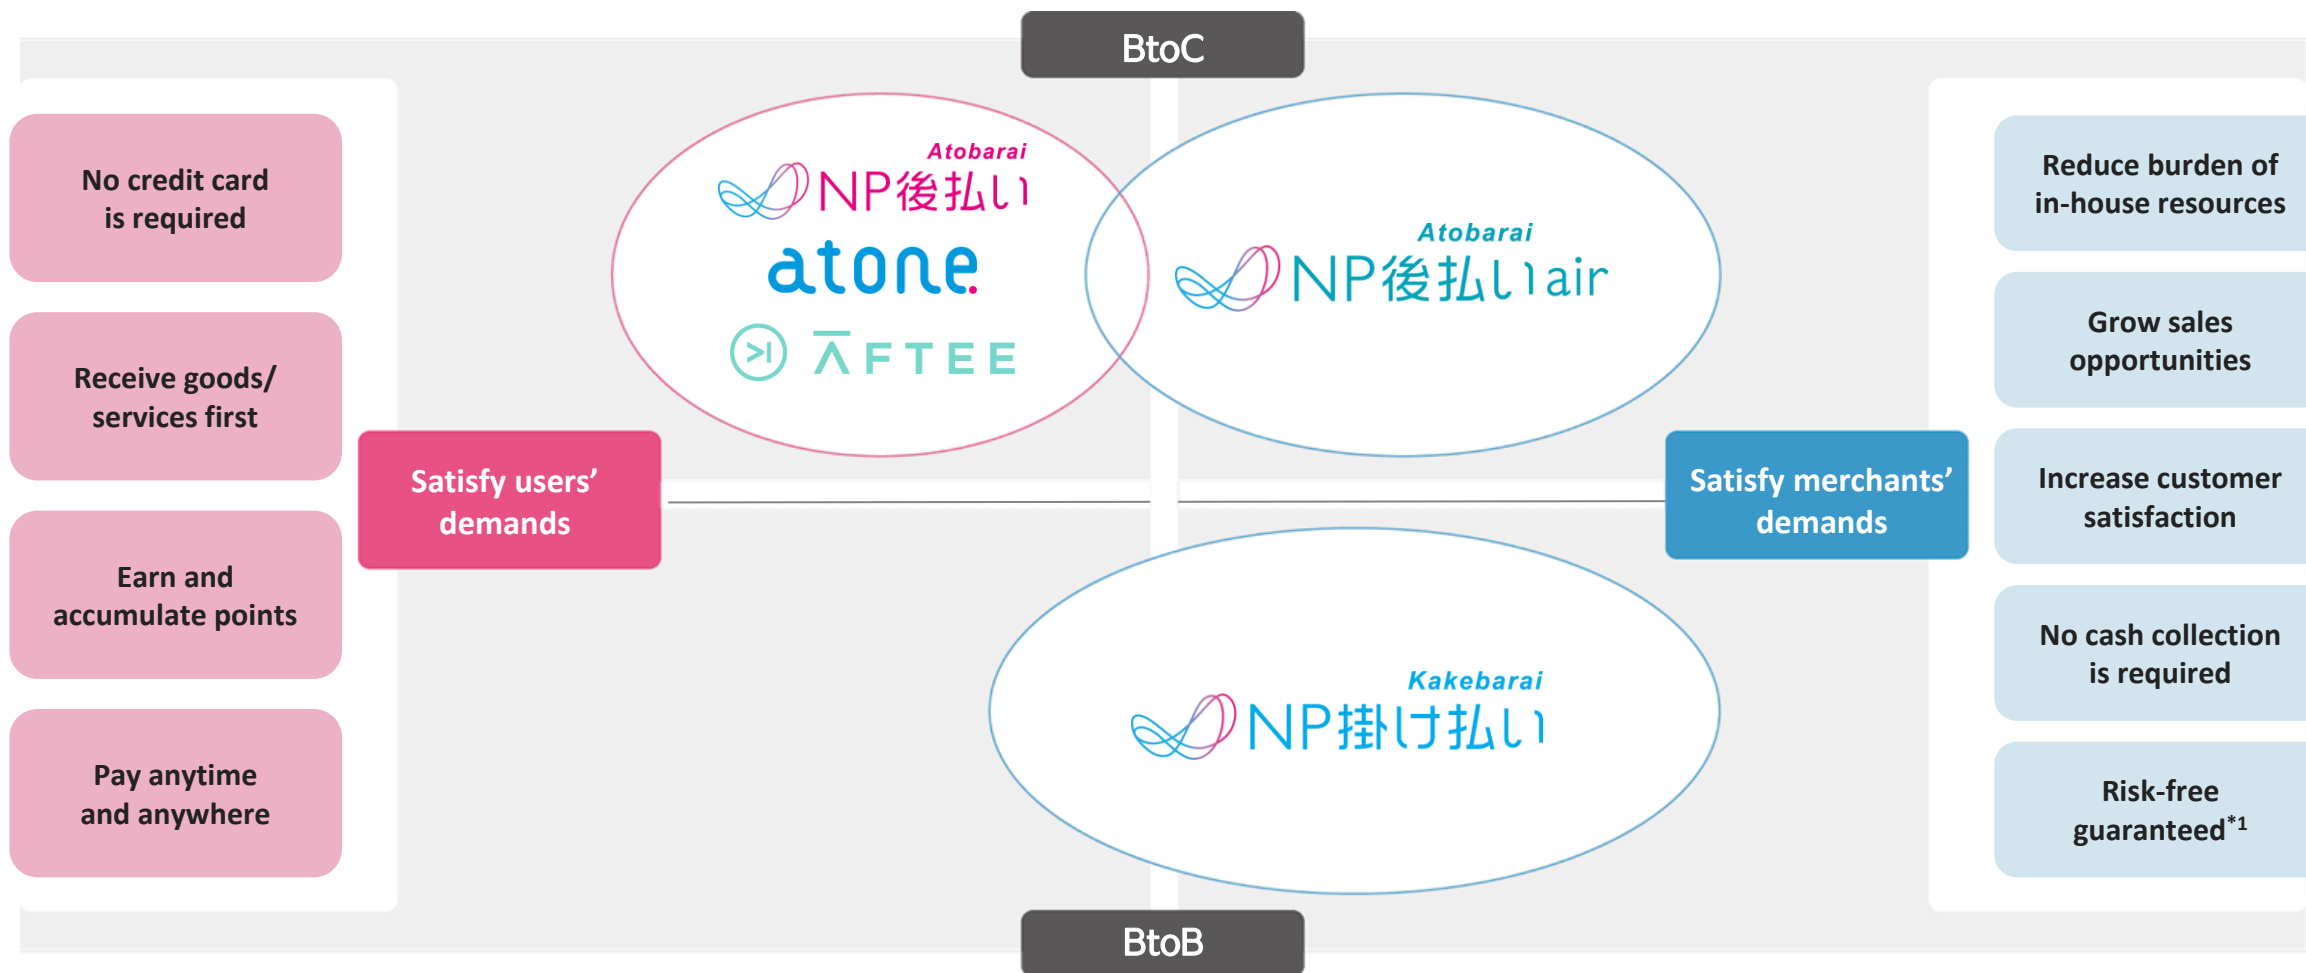 BtoC
No credit card
is required
Receive goods/
services first
Earn and
accumulate points
Pay anytime
and anywhere
Satisfy users’
demands
Atobarai
NP後払い
atone.
AFTEE
Atobarai
NP後払いair
Kakebarai
NP掛け払い
Satisfy merchants’
demands
Reduce burden of
in-house resources
Grow sales
opportunities
Increase customer
satisfaction
No cash collection
is required
Risk-free
guaranteed*1
BtoB